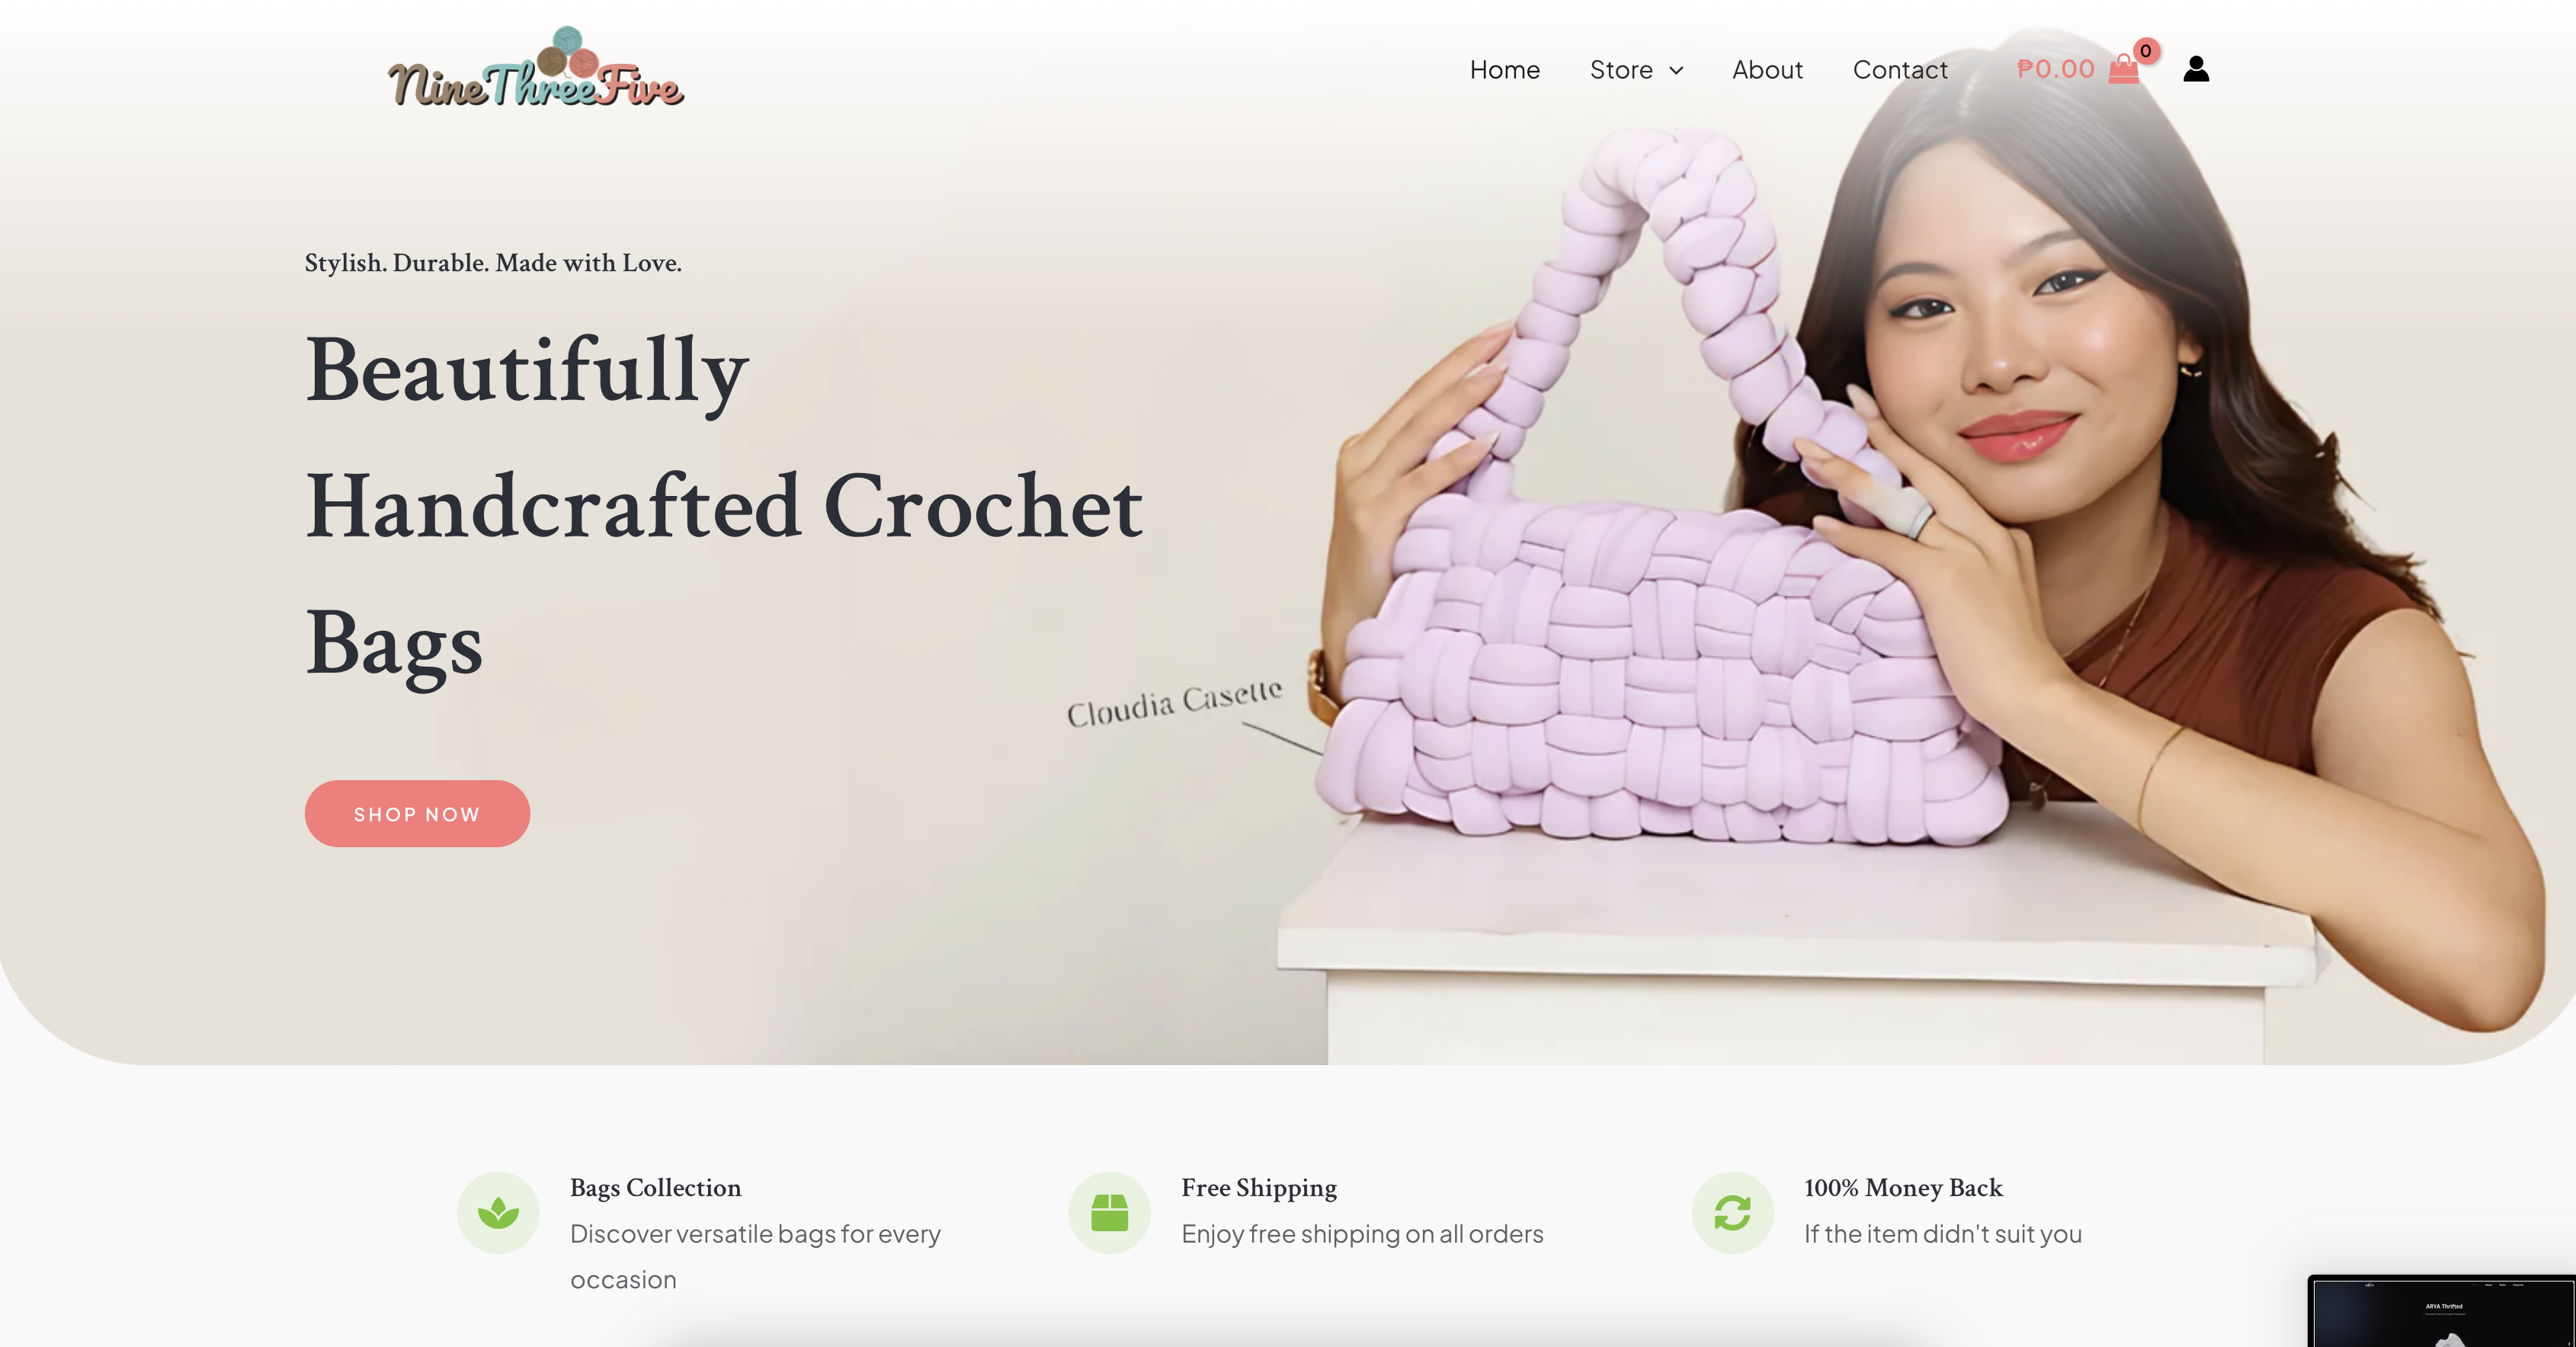 NineThreeFive
Home
Store
About
Contact
₱0.00
0
Stylish. Durable. Made with Love.
Beautifully
Handcrafted Crochet
Bags
Cloudia Casette
SHOP NOW
Bags Collection
Discover versatile bags for every
occasion
Free Shipping
Enjoy free shipping on all orders
100% Money Back
If the item didn't suit you
ARYA Thrifted